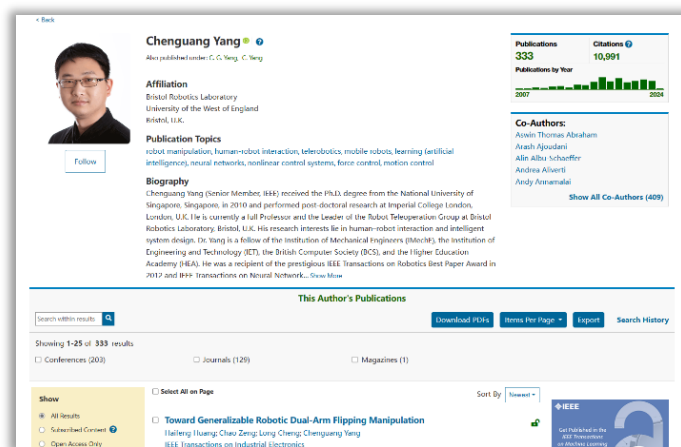 < Back
Chenguang Yang
Also published under: C. G. Yang, C. Yang
Affiliation
Bristol Robotics Laboratory
University of the West of England
Bristol, U.K.
Publication Topics
robot manipulation, human-robot interaction, telerobotics, mobile robots, learning (artificial
intelligence), neural networks, nonlinear control systems, force control, motion control
Biography
Chenguang Yang (Senior Member, IEEE) received the Ph.D. degree from the National University of
Singapore, Singapore, in 2010 and performed post-doctoral research at Imperial College London,
London, U.K. He is currently a full Professor and the Leader of the Robot Teleoperation Group at Bristol
Robotics Laboratory, Bristol, U.K. His research interests lie in human–robot interaction and intelligent
system design. Dr. Yang is a fellow of the Institution of Mechanical Engineers (IMechE), the Institution of
Engineering and Technology (IET), the British Computer Society (BCS), and the Higher Education
Academy (HEA). He was a recipient of the prestigious IEEE Transactions on Robotics Best Paper Award in
2012 and IEEE Transactions on Neural Network... Show More
Follow
Publications
333
Citations
10,991
Publications by Year
2007
2024
Co-Authors:
Aswin Thomas Abraham
Arash Ajoudani
Alin Albu-Schaeffer
Andrea Aliverti
Andy Annamalai
Show All Co-Authors (409)
This Author's Publications
Search within results
Download PDFs
Items Per Page
Export
Search History
Showing 1-25 of 333 results
Conferences (203)
Journals (129)
Magazines (1)
Show
All Results
Subscribed Content
Open Access Only
Select All on Page
Sort By
Newest
Toward Generalizable Robotic Dual-Arm Flipping Manipulation
Haifeng Huang; Chao Zeng; Long Cheng; Chenguang Yang
IEEE Transactions on Industrial Electronics
IEEE
Get Published in the
IEEE Transactions
on Machine Learning